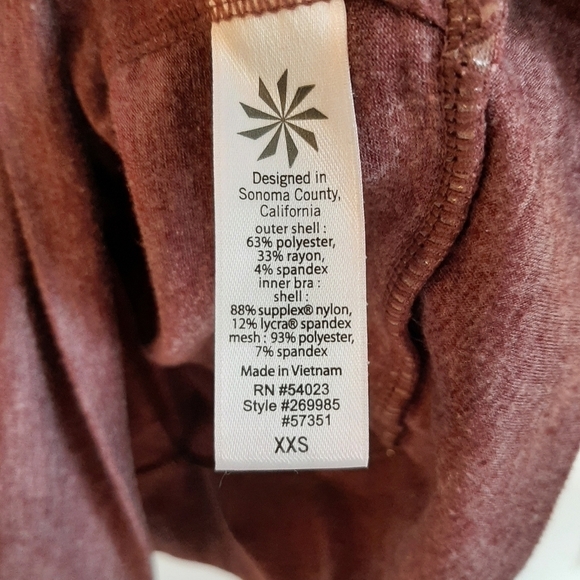 Designed in
Sonoma County,
California
outer shell :
63% polyester,
33% rayon,
4% spandex
inner bra :
shell :
88% supplex® nylon,
12% lycra® spandex
mesh : 93% polyester,
7% spandex
Made in Vietnam
RN #54023
Style #269985
#57351
XXS